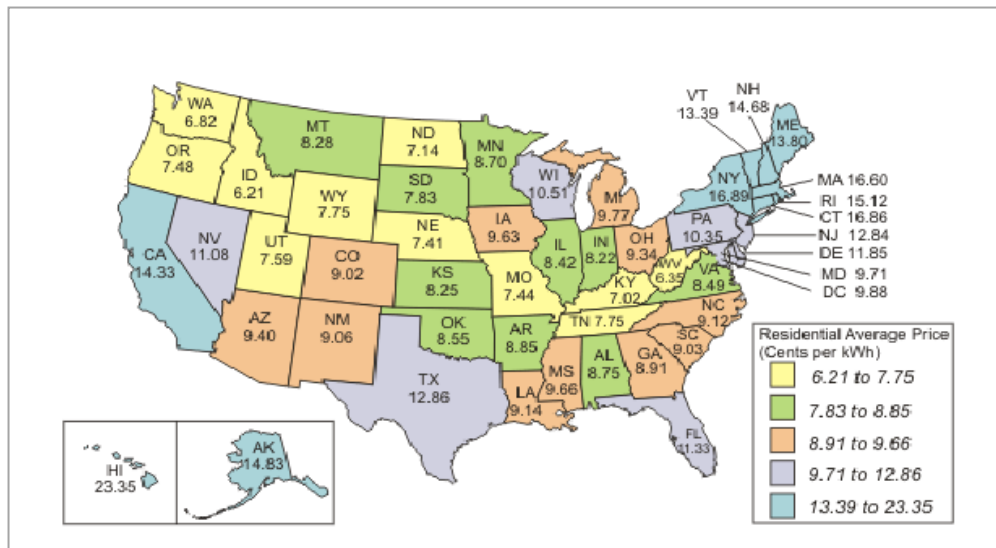 VT
13.39
NH
14.68
WA
6.82
MT
8.28
ND
7.14
MN
8.70
ME
13.80
OR
7.48
ID
6.21
WY
7.75
SD
7.83
WI
10.51
MI
9.77
NY
16.89
MA 16.60
RI 15.12
CT 16.86
NJ 12.84
DE 11.85
MD 9.71
DC 9.88
PA
10.35
NE
7.41
IA
9.63
IL
8.42
IN
8.22
OH
9.34
WV
6.35
VA
8.49
CA
14.33
NV
11.08
UT
7.59
CO
9.02
KS
8.25
MO
7.44
KY
7.02
TN 7.75
NC
9.12
SC
9.03
AZ
9.40
NM
9.06
OK
8.55
AR
8.85
MS
9.66
AL
8.75
GA
8.91
TX
12.86
LA
9.14
FL
11.33
HI
23.35
AK
14.83
Residential Average Price
(Cents per kWh)
6.21 to 7.75
7.83 to 8.85
8.91 to 9.66
9.71 to 12.86
13.39 to 23.35